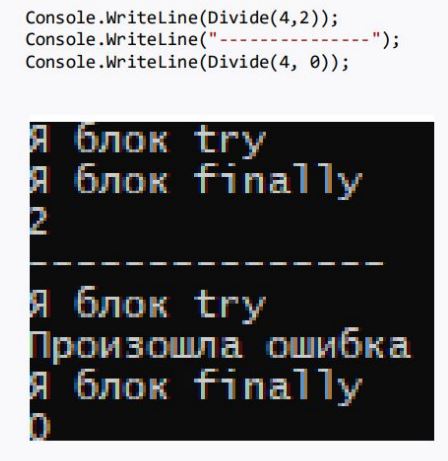 Console.WriteLine(Divide(4,2));
Console.WriteLine("---------------");
Console.WriteLine(Divide(4, 0));
Я блок try
Я блок finally
2
---------------
Я блок try
Произошла ошибка
Я блок finally
0